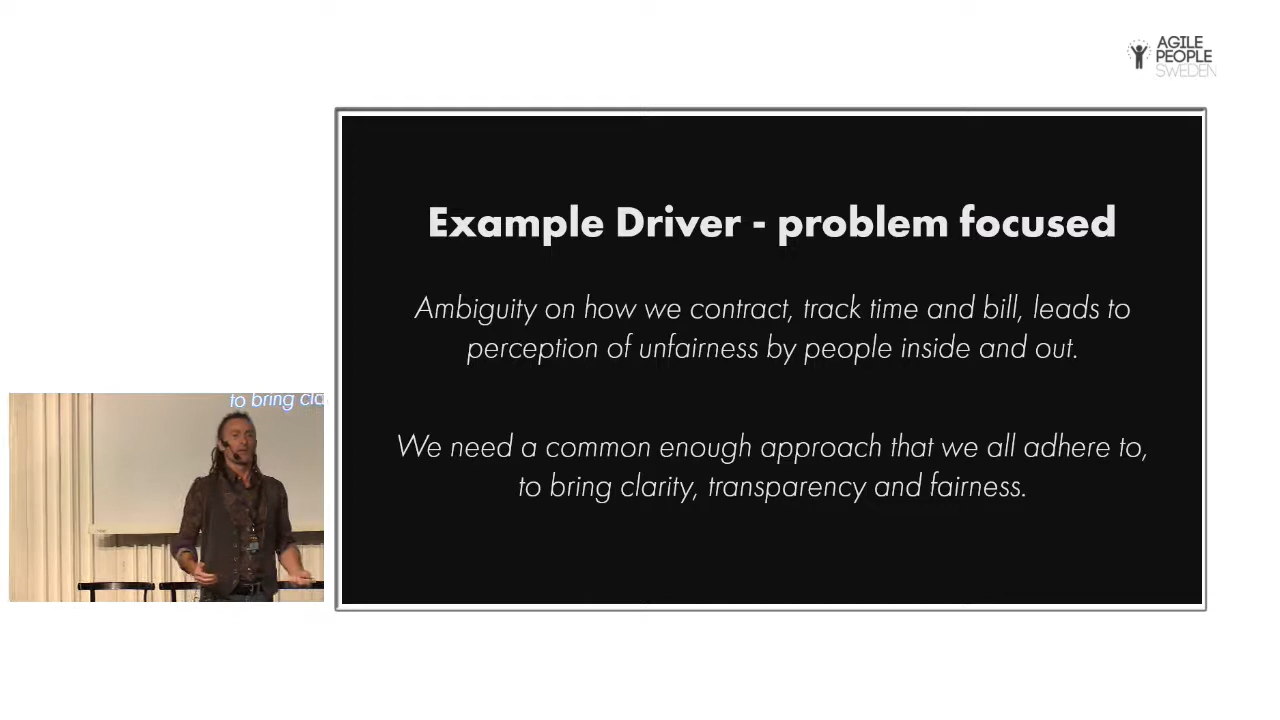 AGILE
PEOPLE
SWEDEN
Example Driver - problem focused
Ambiguity on how we contract, track time and bill, leads to
perception of unfairness by people inside and out.
We need a common enough approach that we all adhere to,
to bring clarity, transparency and fairness.
to bring cla